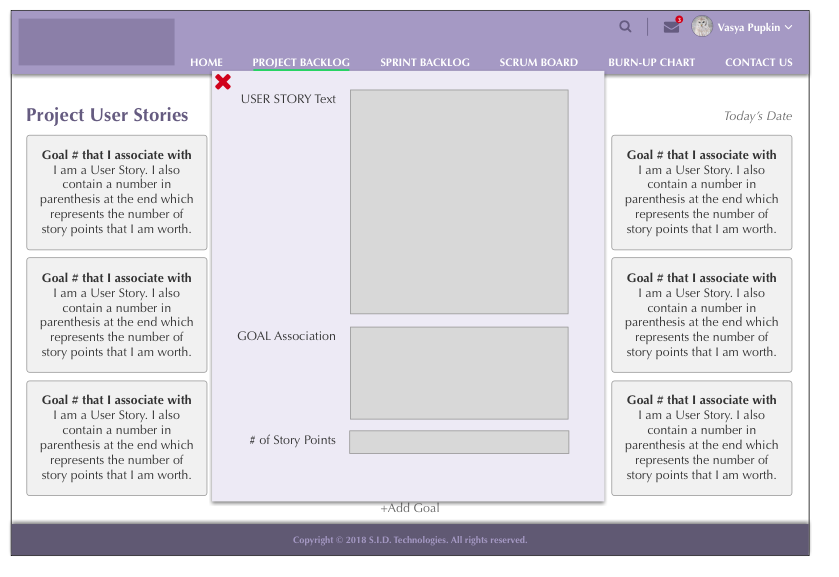 3
Vasya Pupkin
HOME PROJECT BACKLOG SPRINT BACKLOG SCRUM BOARD BURN-UP CHART CONTACT US
Project User Stories
Today's Date
Goal # that I associate with
I am a User Story. I also
contain a number in
parenthesis at the end which
represents the number of
story points that I am worth.
Goal # that I associate with
I am a User Story. I also
contain a number in
parenthesis at the end which
represents the number of
story points that I am worth.
Goal # that I associate with
I am a User Story. I also
contain a number in
parenthesis at the end which
represents the number of
story points that I am worth.
USER STORY Text
GOAL Association
# of Story Points
Goal # that I associate with
I am a User Story. I also
contain a number in
parenthesis at the end which
represents the number of
story points that I am worth.
Goal # that I associate with
I am a User Story. I also
contain a number in
parenthesis at the end which
represents the number of
story points that I am worth.
Goal # that I associate with
I am a User Story. I also
contain a number in
parenthesis at the end which
represents the number of
story points that I am worth.
+Add Goal
Copyright © 2018 S.I.D. Technologies. All rights reserved.